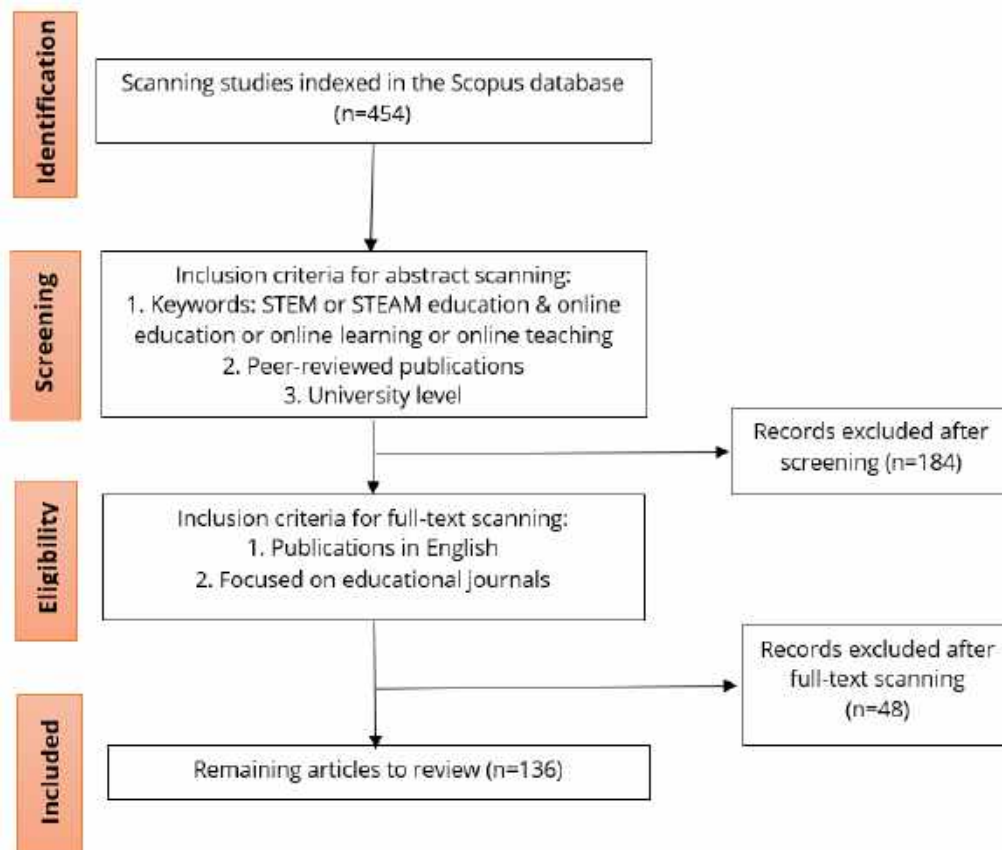 Identification
Scanning studies indexed in the Scopus database
(n=454)
Screening
Inclusion criteria for abstract scanning:
1. Keywords: STEM or STEAM education & online
education or online learning or online teaching
2. Peer-reviewed publications
3. University level
Records excluded after
screening (n=184)
Eligibility
Inclusion criteria for full-text scanning:
1. Publications in English
2. Focused on educational journals
Records excluded after
full-text scanning
(n=48)
Included
Remaining articles to review (n=136)